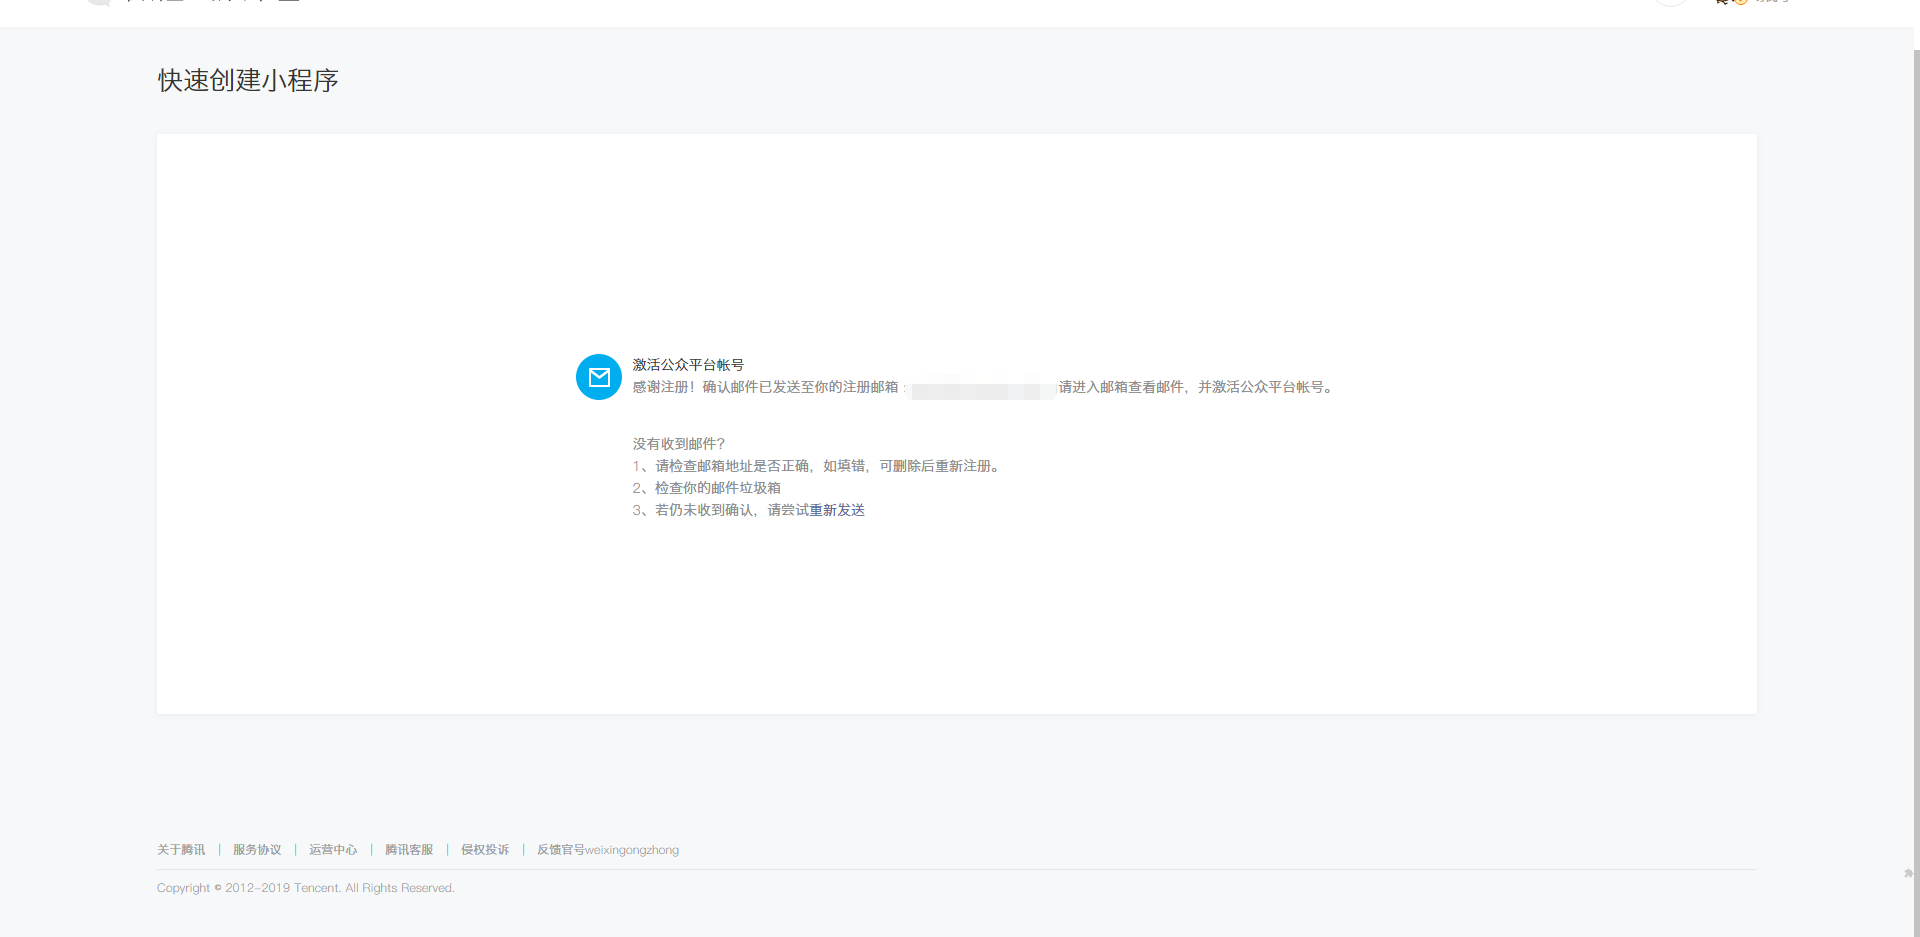 快速创建小程序
激活公众平台帐号
感谢注册！确认邮件已发送至你的注册邮箱： 请进入邮箱查看邮件，并激活公众平台帐号。
没有收到邮件？
1、请检查邮箱地址是否正确，如填错，可删除后重新注册。
2、检查你的邮件垃圾箱
3、若仍未收到确认，请尝试重新发送
关于腾讯 | 服务协议 | 运营中心 | 腾讯客服 | 侵权投诉 | 反馈官号weixingongzhong
Copyright © 2012-2019 Tencent. All Rights Reserved.